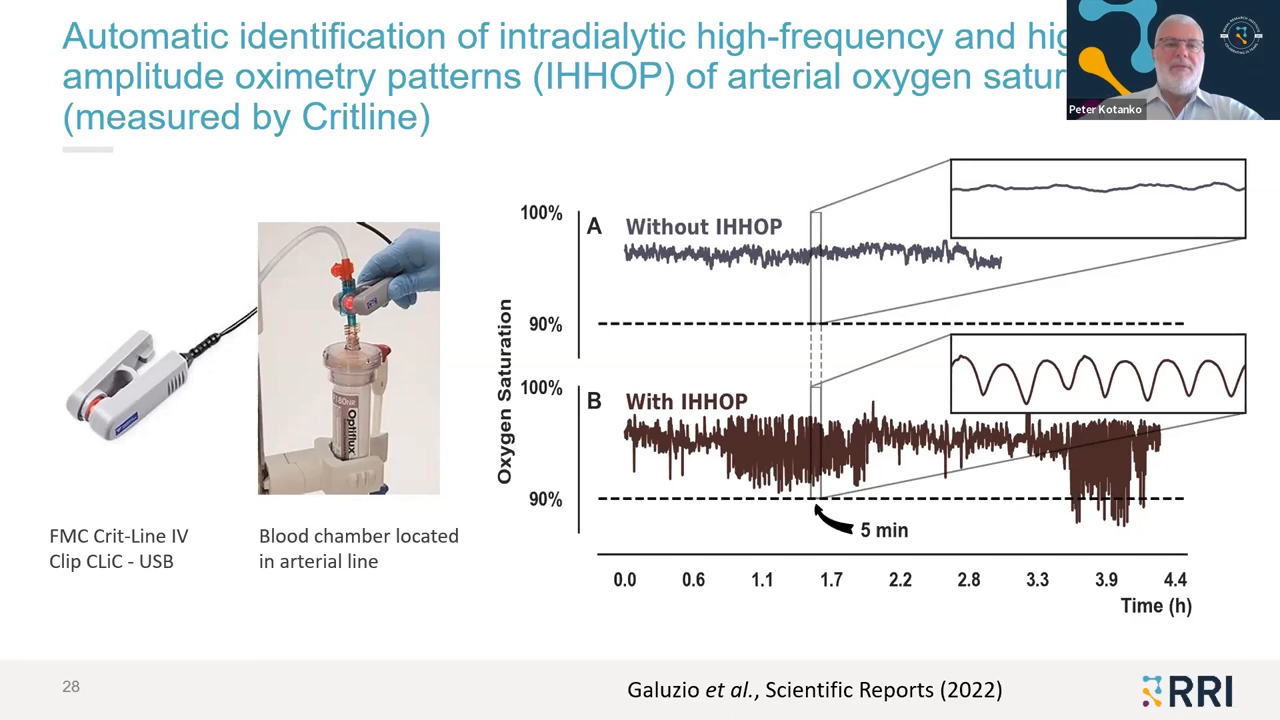 Automatic identification of intradialytic high-frequency and hig
amplitude oximetry patterns (IHHOP) of arterial oxygen satur
(measured by Critline)
Peter Kotanko
100%
A
Without IHHOP
90%
Oxygen Saturation
100%
B
With IHHOP
90%
5 min
0.0 0.6 1.1 1.7 2.2 2.8 3.3 3.9 4.4
Time (h)
Optiflux
FMC Crit-Line IV
Clip CLiC - USB
Blood chamber located
in arterial line
28
Galuzio et al., Scientific Reports (2022)
RRI